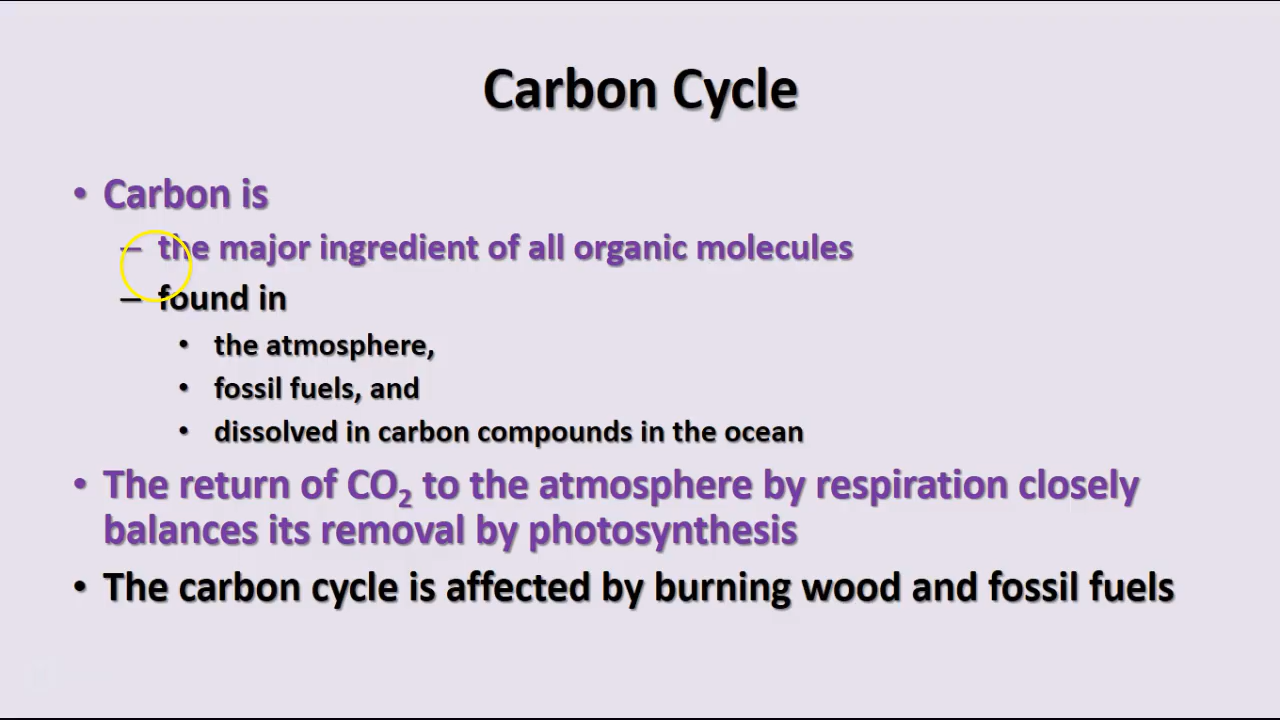 Carbon Cycle
• Carbon is
– the major ingredient of all organic molecules
– found in
• the atmosphere,
• fossil fuels, and
• dissolved in carbon compounds in the ocean
• The return of CO₂ to the atmosphere by respiration closely
balances its removal by photosynthesis
• The carbon cycle is affected by burning wood and fossil fuels